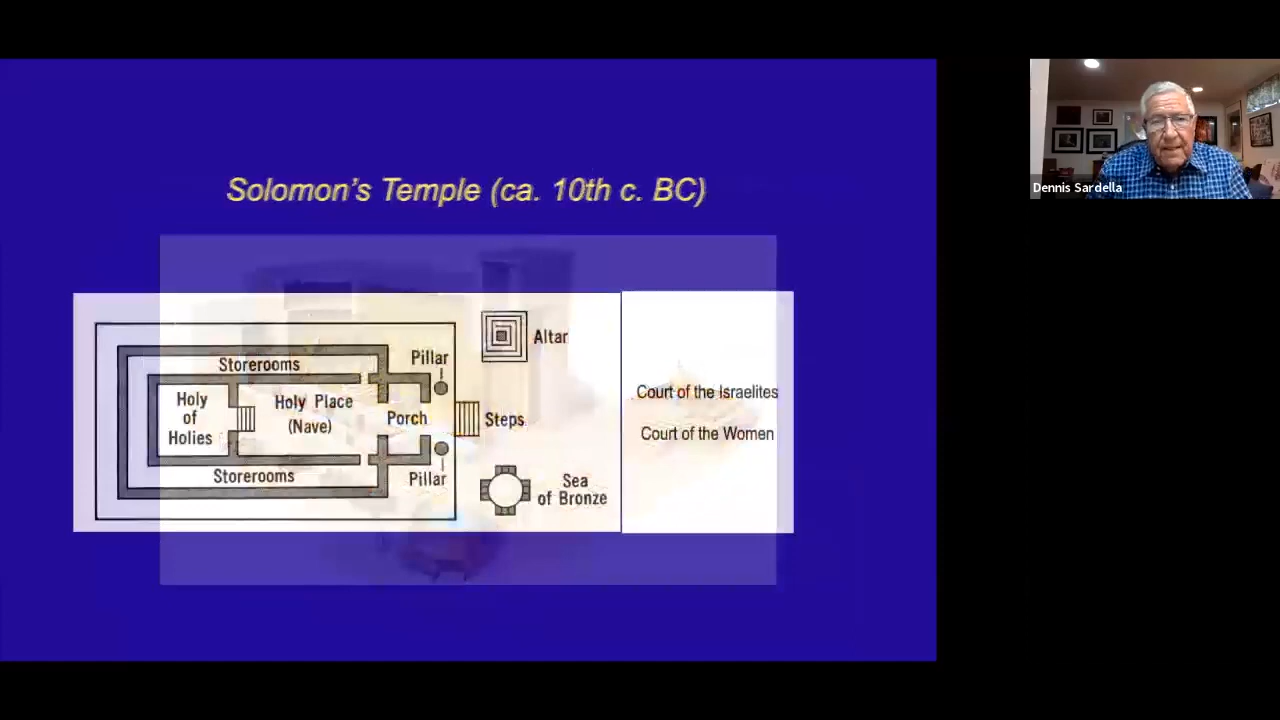 Solomon's Temple (ca. 10th c. BC)
Dennis Sardella
Storerooms
Pillar
Altar
Holy
of
Holies
Holy Place
(Nave)
Porch
Steps
Storerooms
Pillar
Sea
of Bronze
Court of the Israelites
Court of the Women